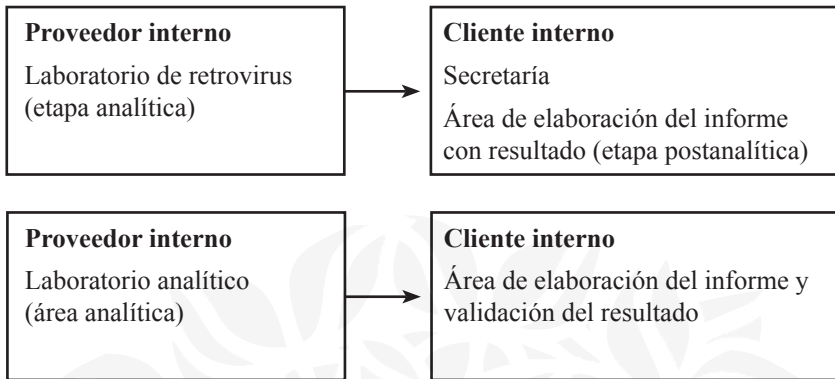 Proveedor interno
Laboratorio de retrovirus
(etapa analítica)
Cliente interno
Secretaría
Área de elaboración del informe
con resultado (etapa postanalítica)
Proveedor interno
Laboratorio analítico
(área analítica)
Cliente interno
Área de elaboración del informe y
validación del resultado